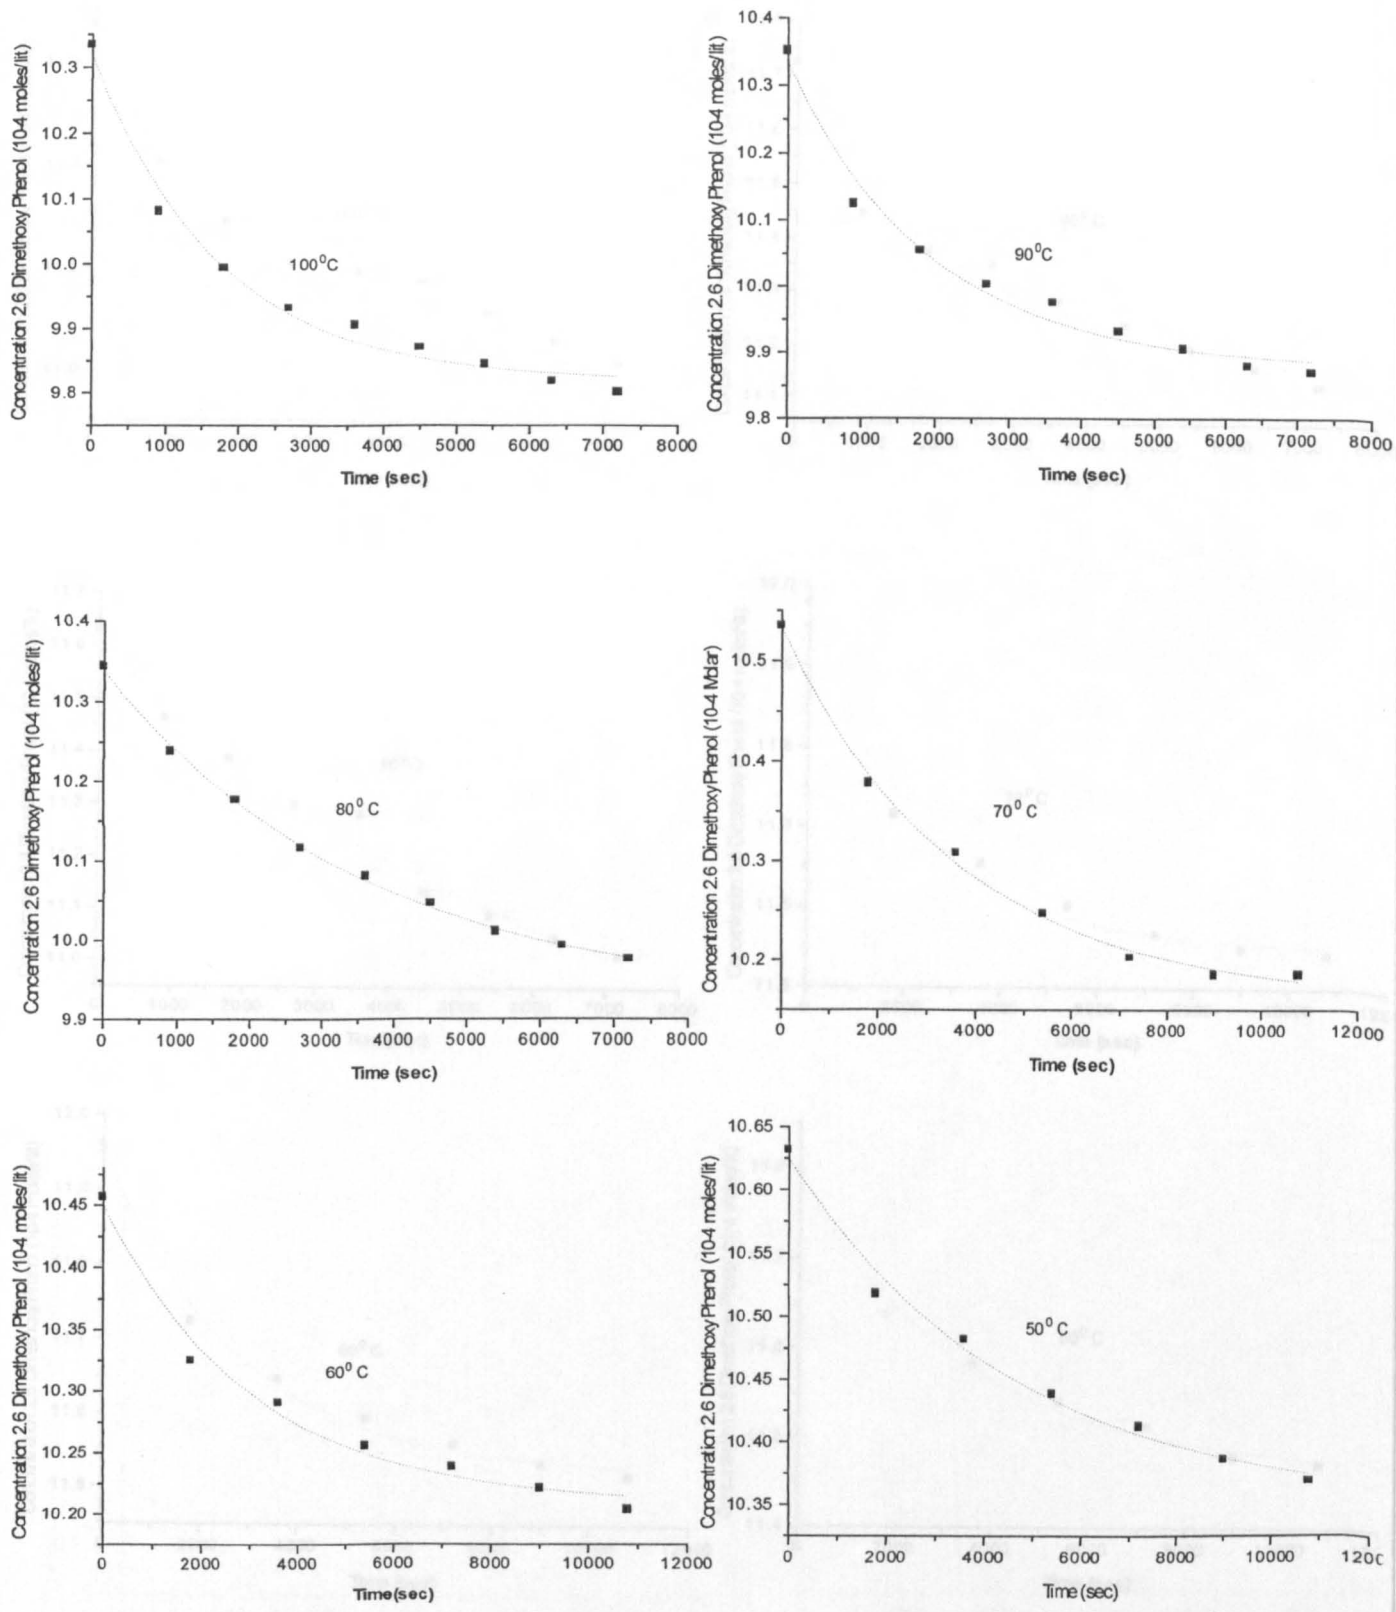 Concentration 2.6 Dimethoxy Phenol (10-4 moles/lit)
10.3
10.2
10.1
10.0
9.9
9.8
100⁰C
0 1000 2000 3000 4000 5000 6000 7000 8000
Time (sec)
Concentration 2.6 Dimethoxy Phenol (10-4 moles/lit)
10.4
10.3
10.2
10.1
10.0
9.9
9.8
90⁰C
0 1000 2000 3000 4000 5000 6000 7000 8000
Time (sec)
Concentration 2.6 Dimethoxy Phenol (10-4 moles/lit)
10.4
10.3
10.2
10.1
10.0
9.9
80⁰ C
0 1000 2000 3000 4000 5000 6000 7000 8000
Time (sec)
Concentration 2.6 Dimethoxy Phenol (10-4 Molar)
10.5
10.4
10.3
10.2
70⁰ C
0 2000 4000 6000 8000 10000 12000
Time (sec)
Concentration 2.6 Dimethoxy Phenol (10-4 moles/lit)
10.45
10.40
10.35
10.30
10.25
10.20
60⁰ C
0 2000 4000 6000 8000 10000 12000
Time(sec)
Concentration 2.6 Dimethoxy Phenol (10-4 moles/lit)
10.65
10.60
10.55
10.50
10.45
10.40
10.35
50⁰ C
0 2000 4000 6000 8000 10000 1200
Time (sec)